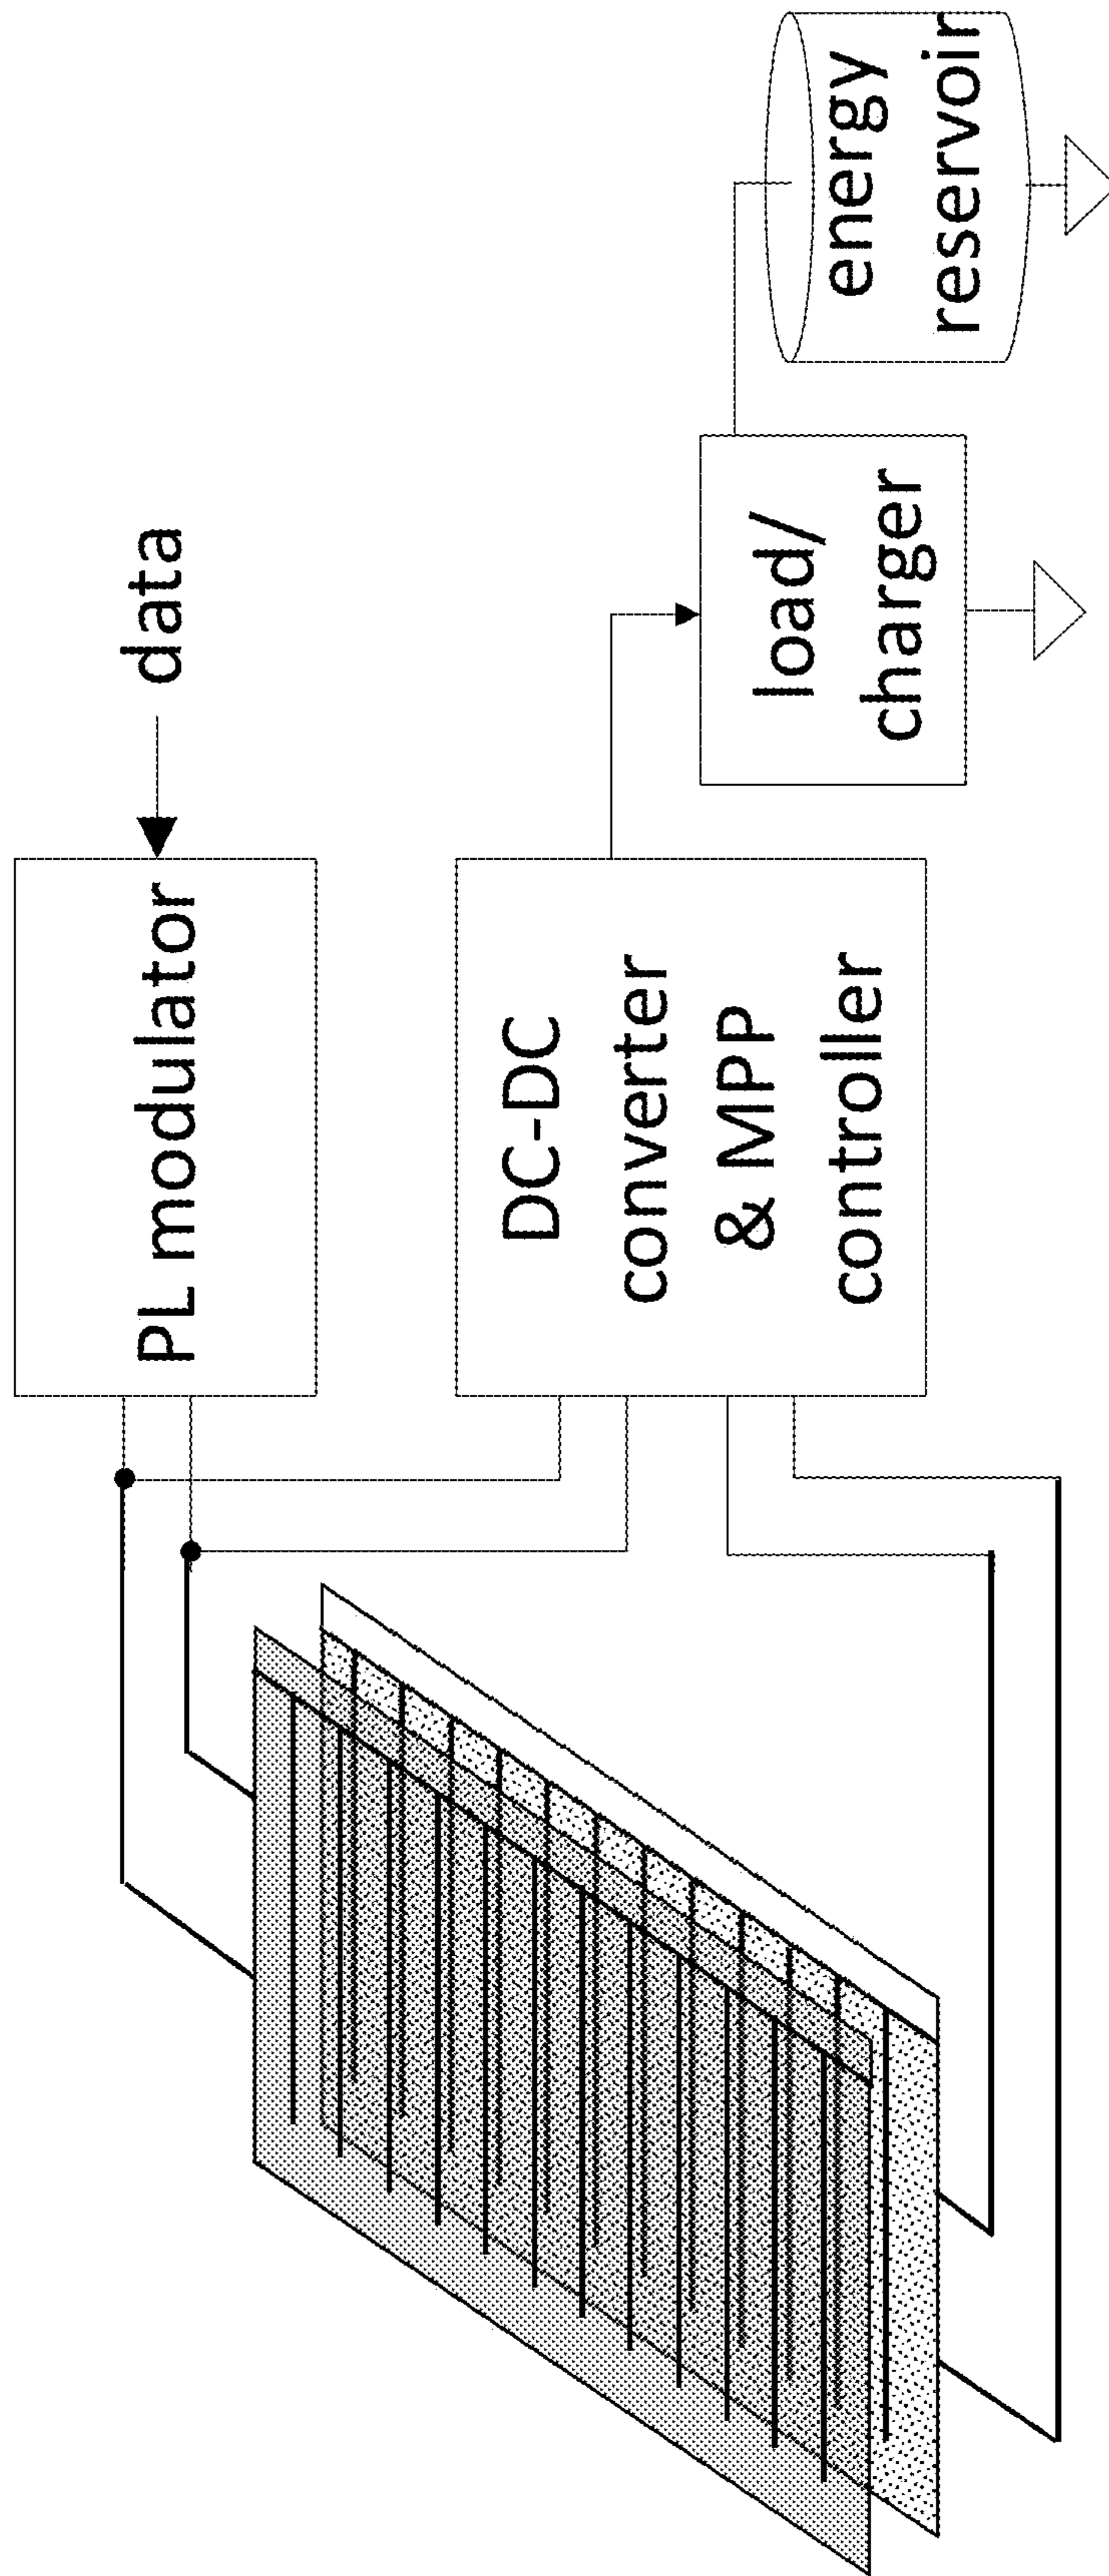 PL modulator
data
DC-DC
converter
& MPP
controller
load/
charger
energy
reservoir